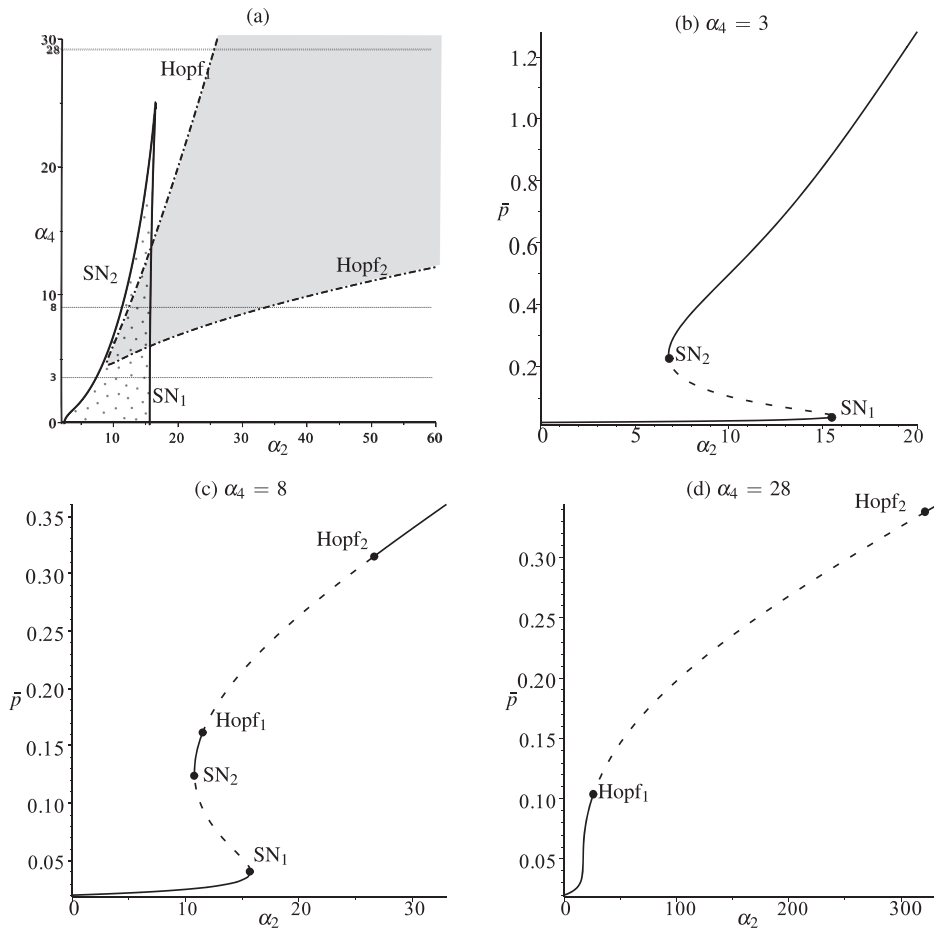 (a)
30
28
20
α4
10
8
3
0
Hopf1
SN2
Hopf2
SN1
10 20 30 40 50 60
α2
(b) α4 = 3
1.2
1.0
0.8
p̄
0.6
0.4
0.2
SN2
SN1
0 5 10 15 20
α2
(c) α4 = 8
0.35
0.30
0.25
0.20
p̄
0.15
0.10
0.05
Hopf2
Hopf1
SN2
SN1
0 10 20 30
α2
(d) α4 = 28
Hopf2
0.30
0.25
0.20
p̄
0.15
0.10
0.05
Hopf1
0 100 200 300
α2